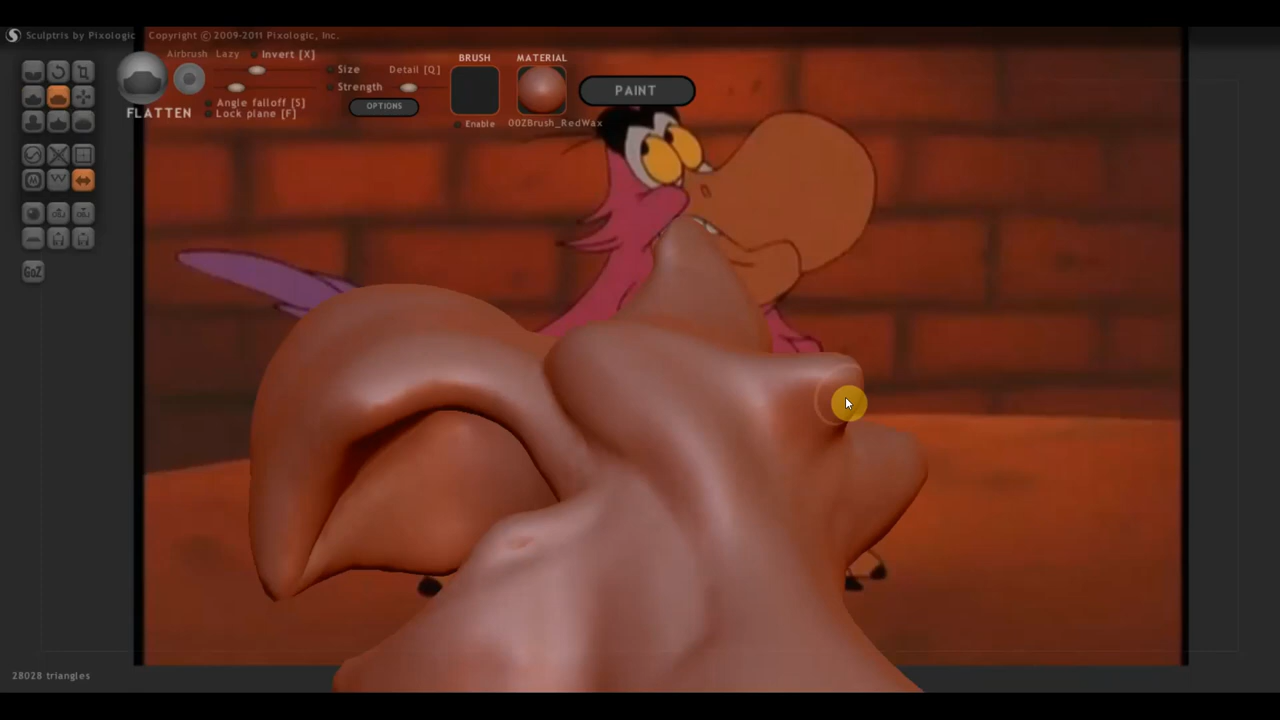 Sculptris by Pixologic Copyright © 2009-2011 Pixologic, Inc.
Airbrush Lazy Invert [X]
BRUSH
MATERIAL
Size
Detail [Q]
Strength
PAINT
Angle falloff [S]
OPTIONS
FLATTEN
Lock plane [F]
Enable
00ZBrush_RedWax
GoZ
28028 triangles